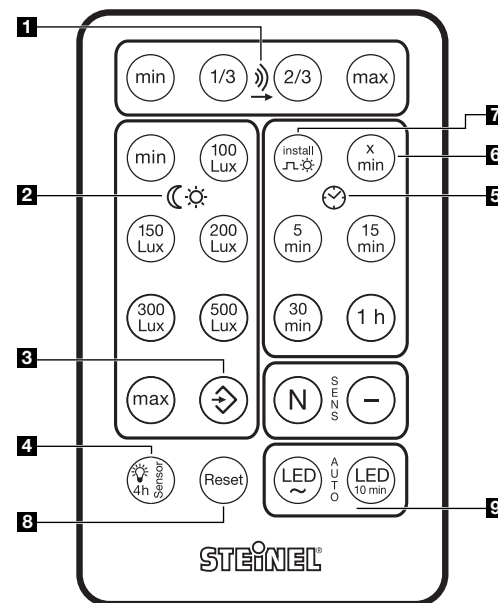 1
min 1/3 2/3 max
7
install
x min
6
min
100 Lux
2
5
150 Lux
200 Lux
5 min
15 min
300 Lux
500 Lux
30 min
1 h
3
max
N SENS –
4
4h Sensor
Reset
LED ~
AUTO
LED 10 min
8
9
STEINEL®